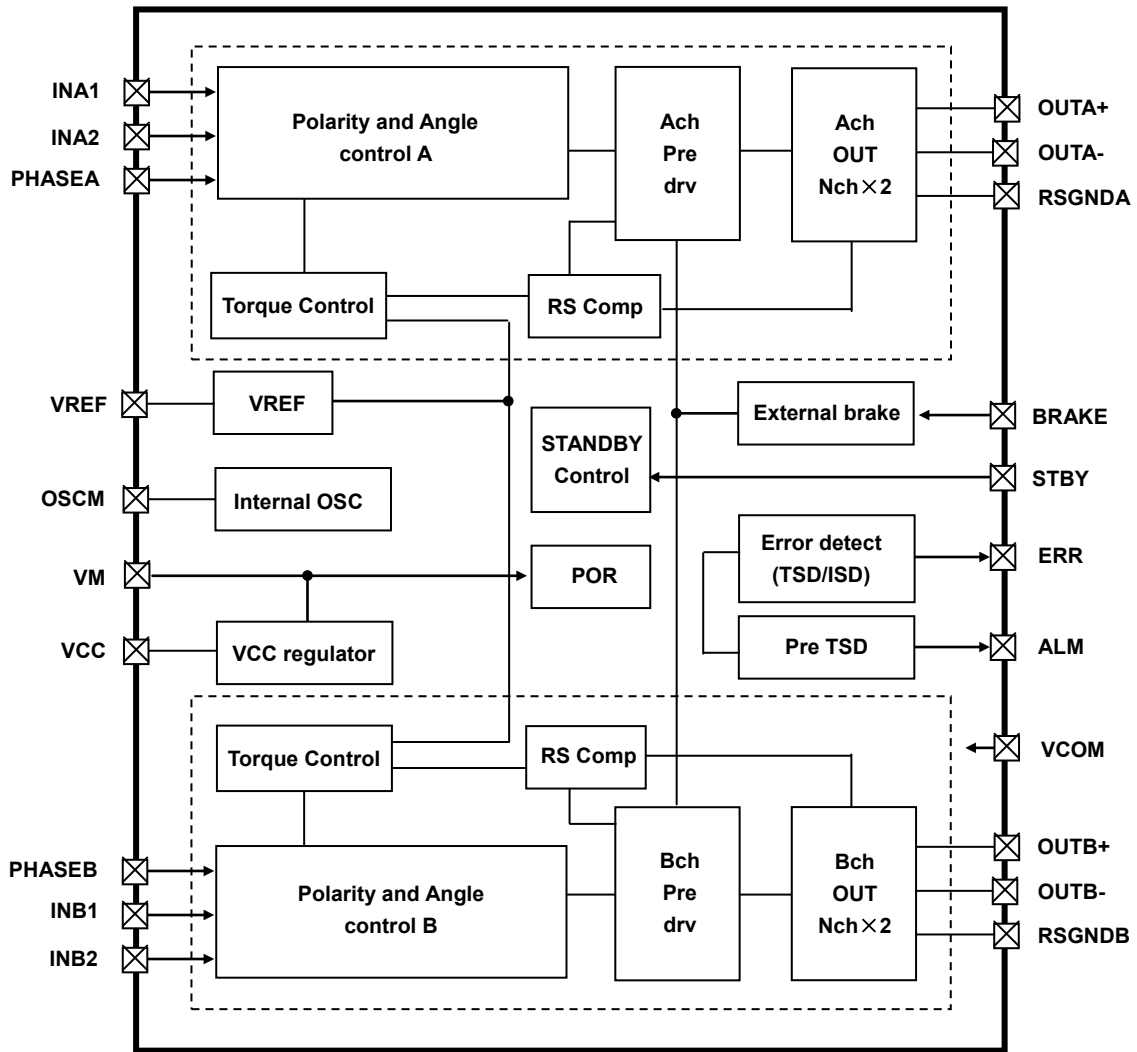 INA1
INA2
PHASEA
Polarity and Angle
control A
Ach
Pre
drv
Ach
OUT
Nch×2
OUTA+
OUTA-
RSGNDA
Torque Control
RS Comp
VREF
VREF
External brake
BRAKE
STANDBY
Control
STBY
OSCM
Internal OSC
VM
POR
Error detect
(TSD/ISD)
ERR
VCC
VCC regulator
Pre TSD
ALM
Torque Control
RS Comp
VCOM
PHASEB
INB1
INB2
Polarity and Angle
control B
Bch
Pre
drv
Bch
OUT
Nch×2
OUTB+
OUTB-
RSGNDB